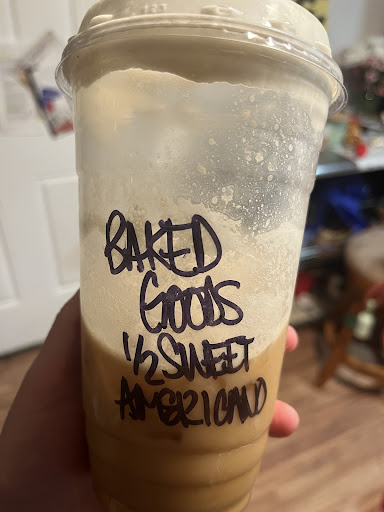 BAKED
GOODS
1/2 SWEET
AMERICANO